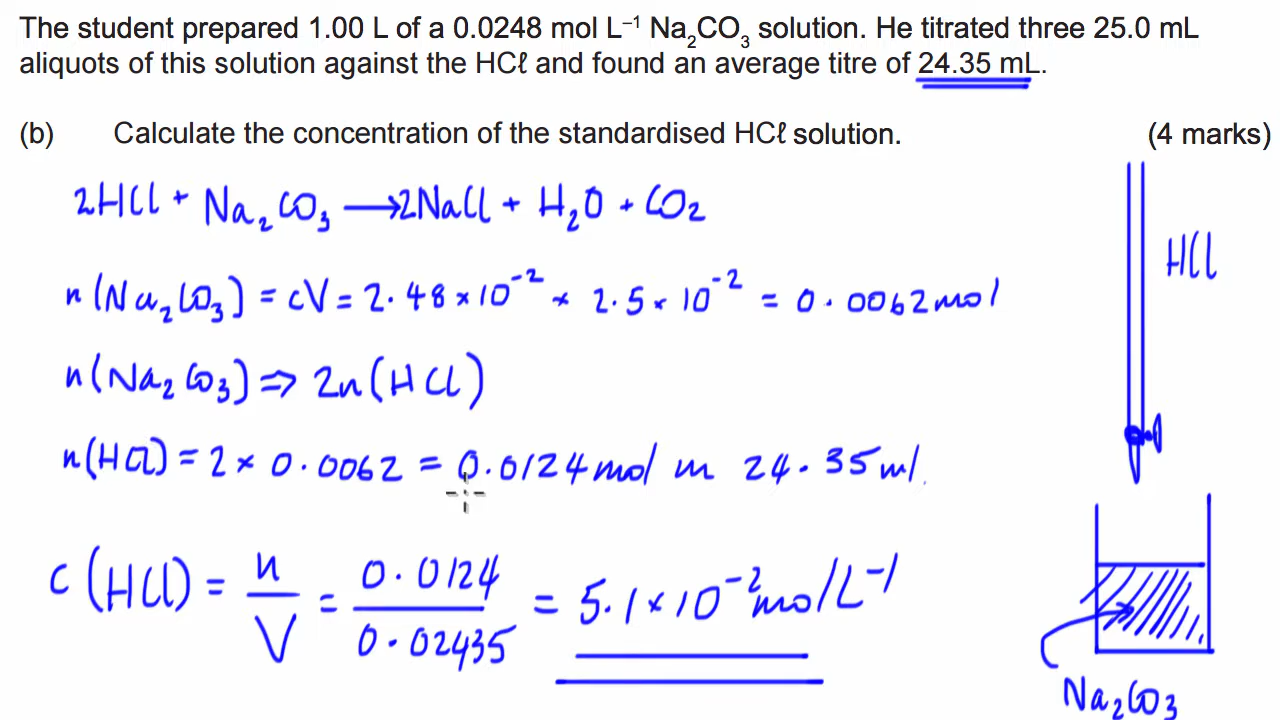 The student prepared 1.00 L of a 0.0248 mol L⁻¹ Na₂CO₃ solution. He titrated three 25.0 mL
aliquots of this solution against the HCℓ and found an average titre of 24.35 mL.
(b) Calculate the concentration of the standardised HCℓ solution. (4 marks)
2HCl + Na₂CO₃ → 2NaCl + H₂O + CO₂
HCl
n(Na₂CO₃) = cV = 2.48 × 10⁻² × 2.5 × 10⁻² = 0.0062 mol
n(Na₂CO₃) ⇒ 2n(HCl)
n(HCl) = 2 × 0.0062 = 0.0124 mol in 24.35 ml.
c(HCl) = n/V = 0.0124/0.02435 = 5.1 × 10⁻² mol/L⁻¹
Na₂CO₃